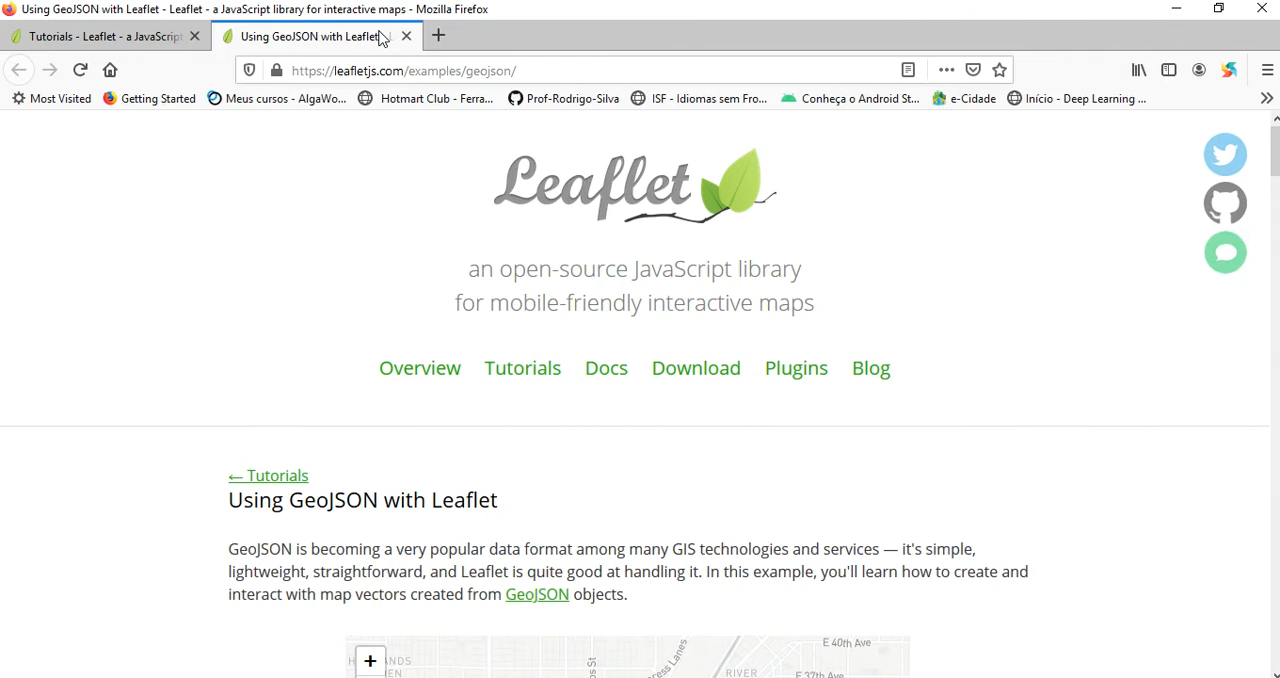 Using GeoJSON with Leaflet - Leaflet - a JavaScript library for interactive maps - Mozilla Firefox
Tutorials - Leaflet - a JavaScript
Using GeoJSON with Leaflet
https://leafletjs.com/examples/geojson/
Most Visited Getting Started Meus cursos - AlgaWo... Hotmart Club - Ferra... Prof-Rodrigo-Silva ISF - Idiomas sem Fro... Conheça o Android St... e-Cidade Início - Deep Learning ...
Leaflet
an open-source JavaScript library
for mobile-friendly interactive maps
Overview Tutorials Docs Download Plugins Blog
← Tutorials
Using GeoJSON with Leaflet
GeoJSON is becoming a very popular data format among many GIS technologies and services — it's simple,
lightweight, straightforward, and Leaflet is quite good at handling it. In this example, you'll learn how to create and
interact with map vectors created from GeoJSON objects.
E 40th Ave
+
RIVER
E 37th Ave